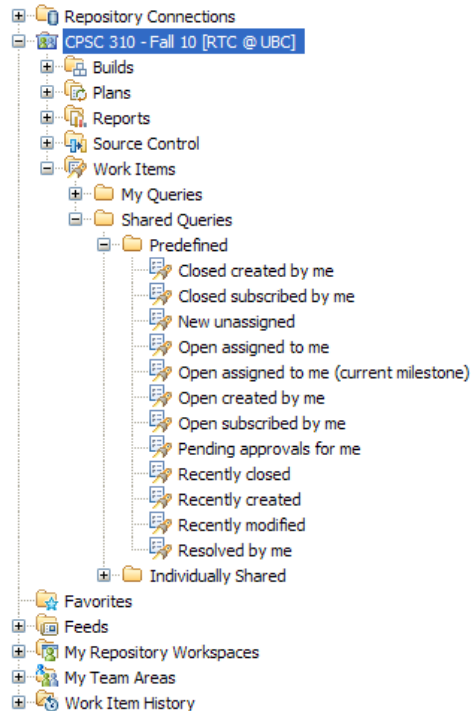 Repository Connections
CPSC 310 - Fall 10 [RTC @ UBC]
Builds
Plans
Reports
Source Control
Work Items
My Queries
Shared Queries
Predefined
Closed created by me
Closed subscribed by me
New unassigned
Open assigned to me
Open assigned to me (current milestone)
Open created by me
Open subscribed by me
Pending approvals for me
Recently closed
Recently created
Recently modified
Resolved by me
Individually Shared
Favorites
Feeds
My Repository Workspaces
My Team Areas
Work Item History